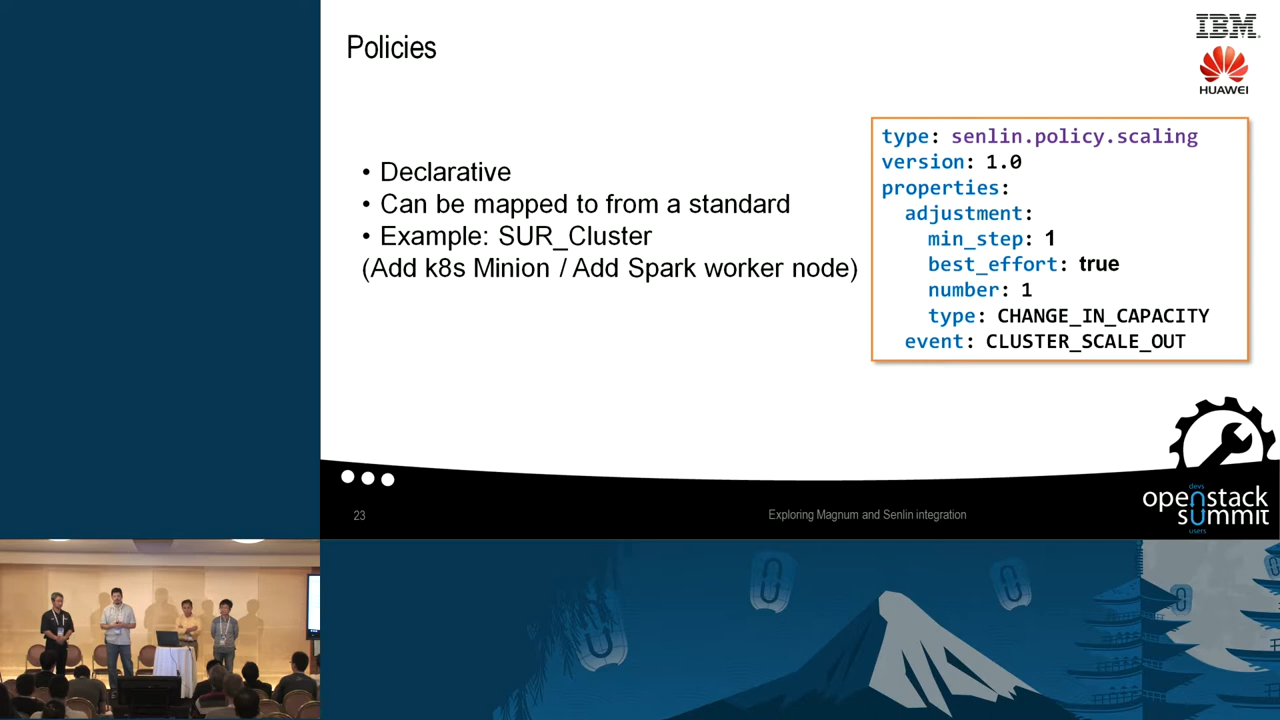 Policies
IBM
HUAWEI
• Declarative
• Can be mapped to from a standard
• Example: SUR_Cluster
(Add k8s Minion / Add Spark worker node)
type: senlin.policy.scaling
version: 1.0
properties:
adjustment:
min_step: 1
best_effort: true
number: 1
type: CHANGE_IN_CAPACITY
event: CLUSTER_SCALE_OUT
23
Exploring Magnum and Senlin integration
devs
openstack
summit
users